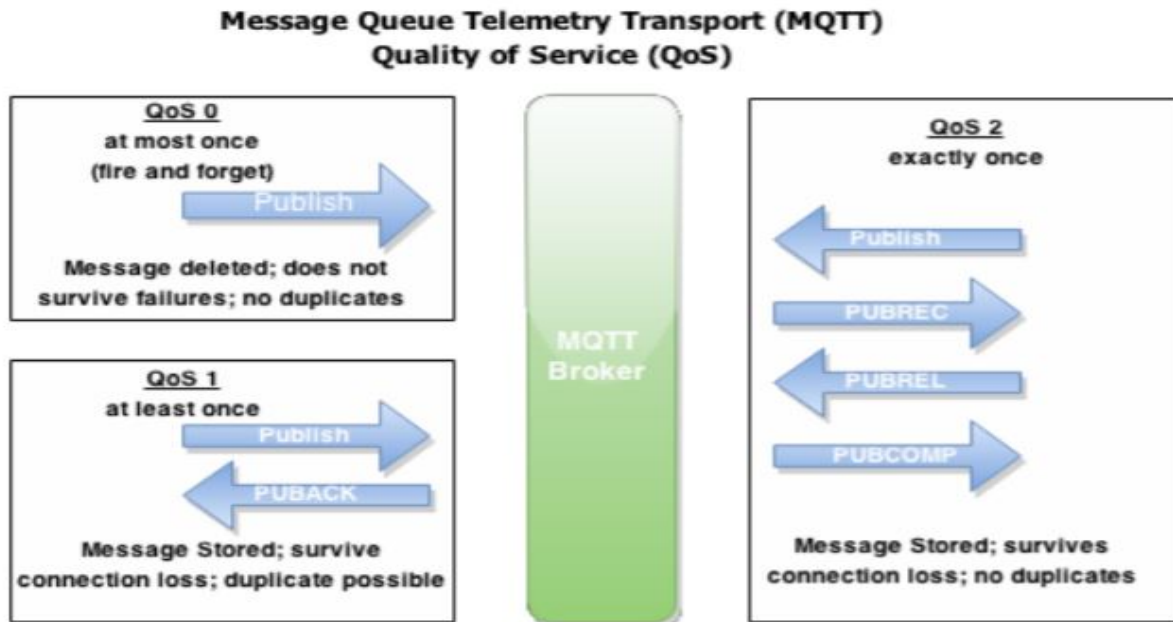 Message Queue Telemetry Transport (MQTT)
Quality of Service (QoS)
QoS 0
at most once
(fire and forget)
Publish
Message deleted; does not
survive failures; no duplicates
QoS 1
at least once
Publish
PUBACK
Message Stored; survive
connection loss; duplicate possible
MQTT
Broker
QoS 2
exactly once
Publish
PUBREC
PUBREL
PUBCOMP
Message Stored; survives
connection loss; no duplicates